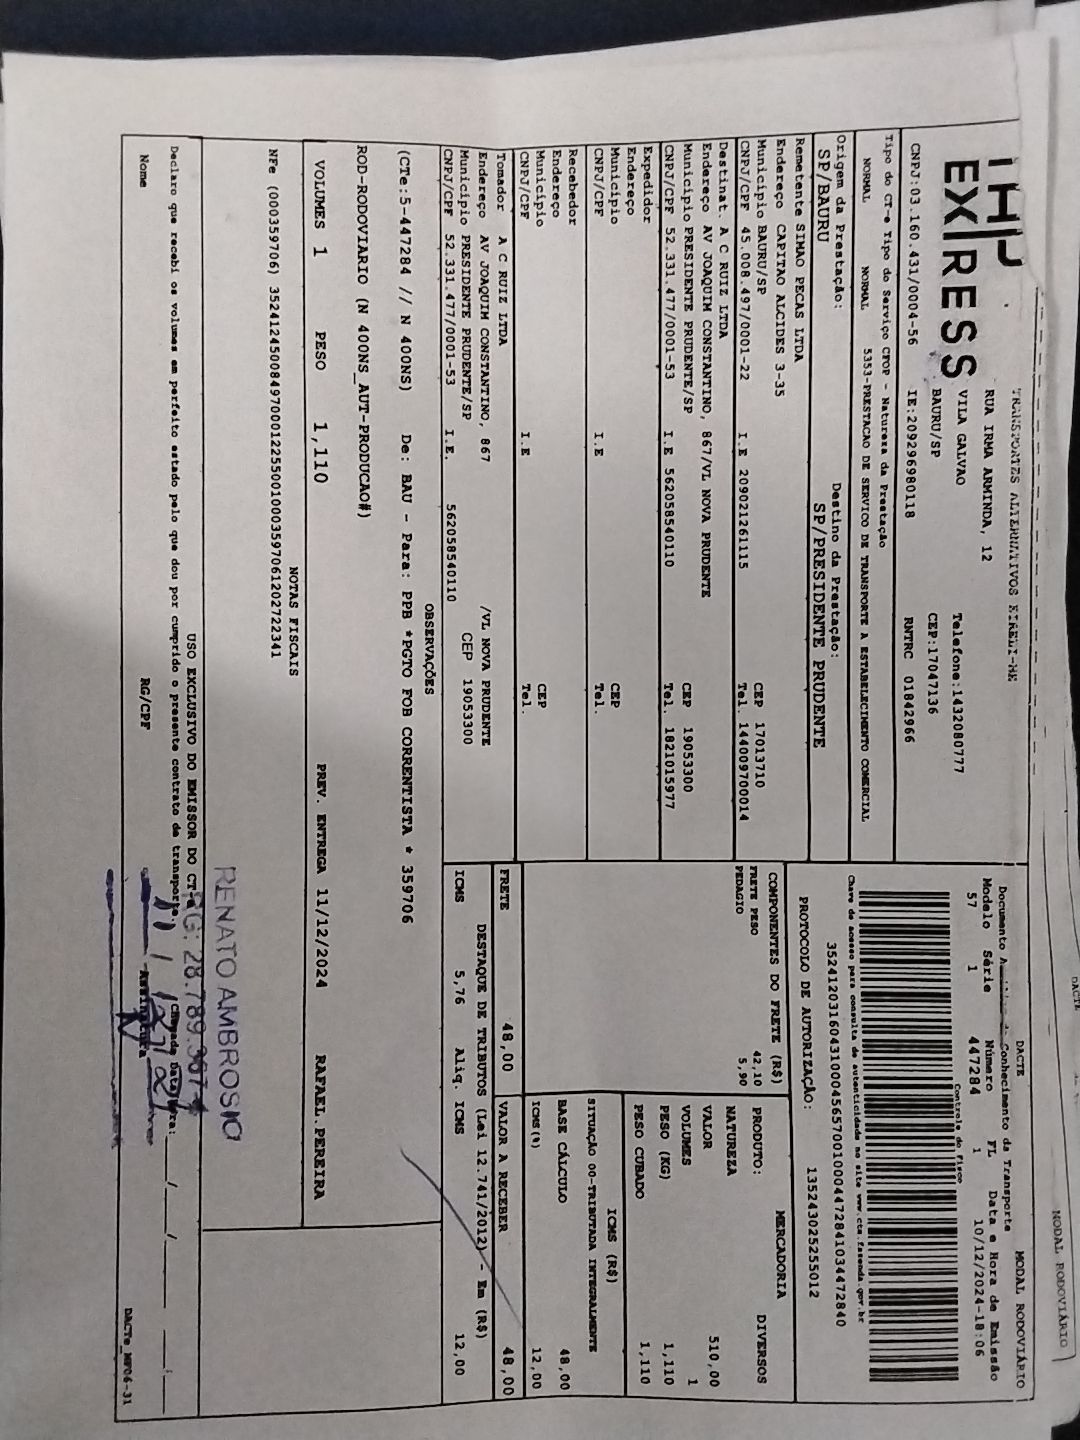 EXPRESS
RUA IRMA ARMINDA, 12
VILA GALVAO Telefone:1432080777
BAURU/SP CEP:17047136
CNPJ:03.160.431/0004-56 IE:209296980118 RNTRC 01842966
Tipo do CT-e Tipo do Serviço CFOP - Natureza da Prestação
NORMAL NORMAL 5353-PRESTACAO DE SERVICO DE TRANSPORTE A ESTABELECIMENTO COMERCIAL
Origem da Prestação: Destino da Prestação:
SP/BAURU SP/PRESIDENTE PRUDENTE
Remetente SIMAO PECAS LTDA
Endereço CAPITAO ALCIDES 3-35
Município BAURU/SP CEP 17013710
CNPJ/CPF 45.008.497/0001-22 I.E 209021261115 Tel. 144009700014
Destinat. A C RUIZ LTDA
Endereço AV JOAQUIM CONSTANTINO, 867/VL NOVA PRUDENTE
Município PRESIDENTE PRUDENTE/SP CEP 19053300
CNPJ/CPF 52.331.477/0001-53 I.E 562058540110 Tel. 1821015977
Expedidor
Endereço
Município CEP
CNPJ/CPF I.E Tel.
Recebedor
Endereço
Município CEP
CNPJ/CPF I.E Tel.
Tomador A C RUIZ LTDA
Endereço AV JOAQUIM CONSTANTINO, 867 /VL NOVA PRUDENTE
Município PRESIDENTE PRUDENTE/SP CEP 19053300
CNPJ/CPF 52.331.477/0001-53 I.E. 562058540110
DACTE MODAL RODOVIÁRIO
Documento Conhecimento da Transporte
Modelo Série Número FL Data e Hora de Emissão
57 1 447284 1 10/12/2024-18:06
Controle do Fisco
Chave de acesso para consulta de autenticidade no site www.cte.fazenda.gov.br
PROTOCOLO DE AUTORIZAÇÃO: 135243025255012
COMPONENTES DO FRETE (R$)
FRETE PESO 42,10
PEDAGIO 5,90
MERCADORIA
PRODUTO: DIVERSOS
NATUREZA
VALOR 510,00
VOLUMES 1
PESO (KG) 1,110
PESO CUBADO 1,110
ICMS (R$)
SITUAÇÃO 00-TRIBUTADA INTEGRALMENTE
BASE CÁLCULO 48,00
ICMS(%) 12,00
FRETE 48,00 VALOR A RECEBER 48,00
DESTAQUE DE TRIBUTOS (Lei 12.741/2012) - Em (R$)
ICMS 5,76 Aliq. ICMS 12,00
OBSERVAÇÕES
(CTe:5-447284 // N 400NS) De: BAU - Para: PPB *PGTO FOB CORRENTISTA * 359706
ROD-RODOVIARIO (N 400NS_AUT-PRODUCAO#)
VOLUMES 1 PESO 1,110 PREV. ENTREGA 11/12/2024 RAFAEL.PEREIRA
NOTAS FISCAIS
NFe (000359706) 35241245008497000122550010003597061202722341
RENATO AMBROSIO
USO EXCLUSIVO DO EMISSOR DO CT-e
Declaro que recebi os volumes em perfeito estado pelo que dou por cumprido o presente contrato de transporte.
Nome RG/CPF Assinatura
DACTe_MP06-31
MODAL RODOVIÁRIO
DACTE